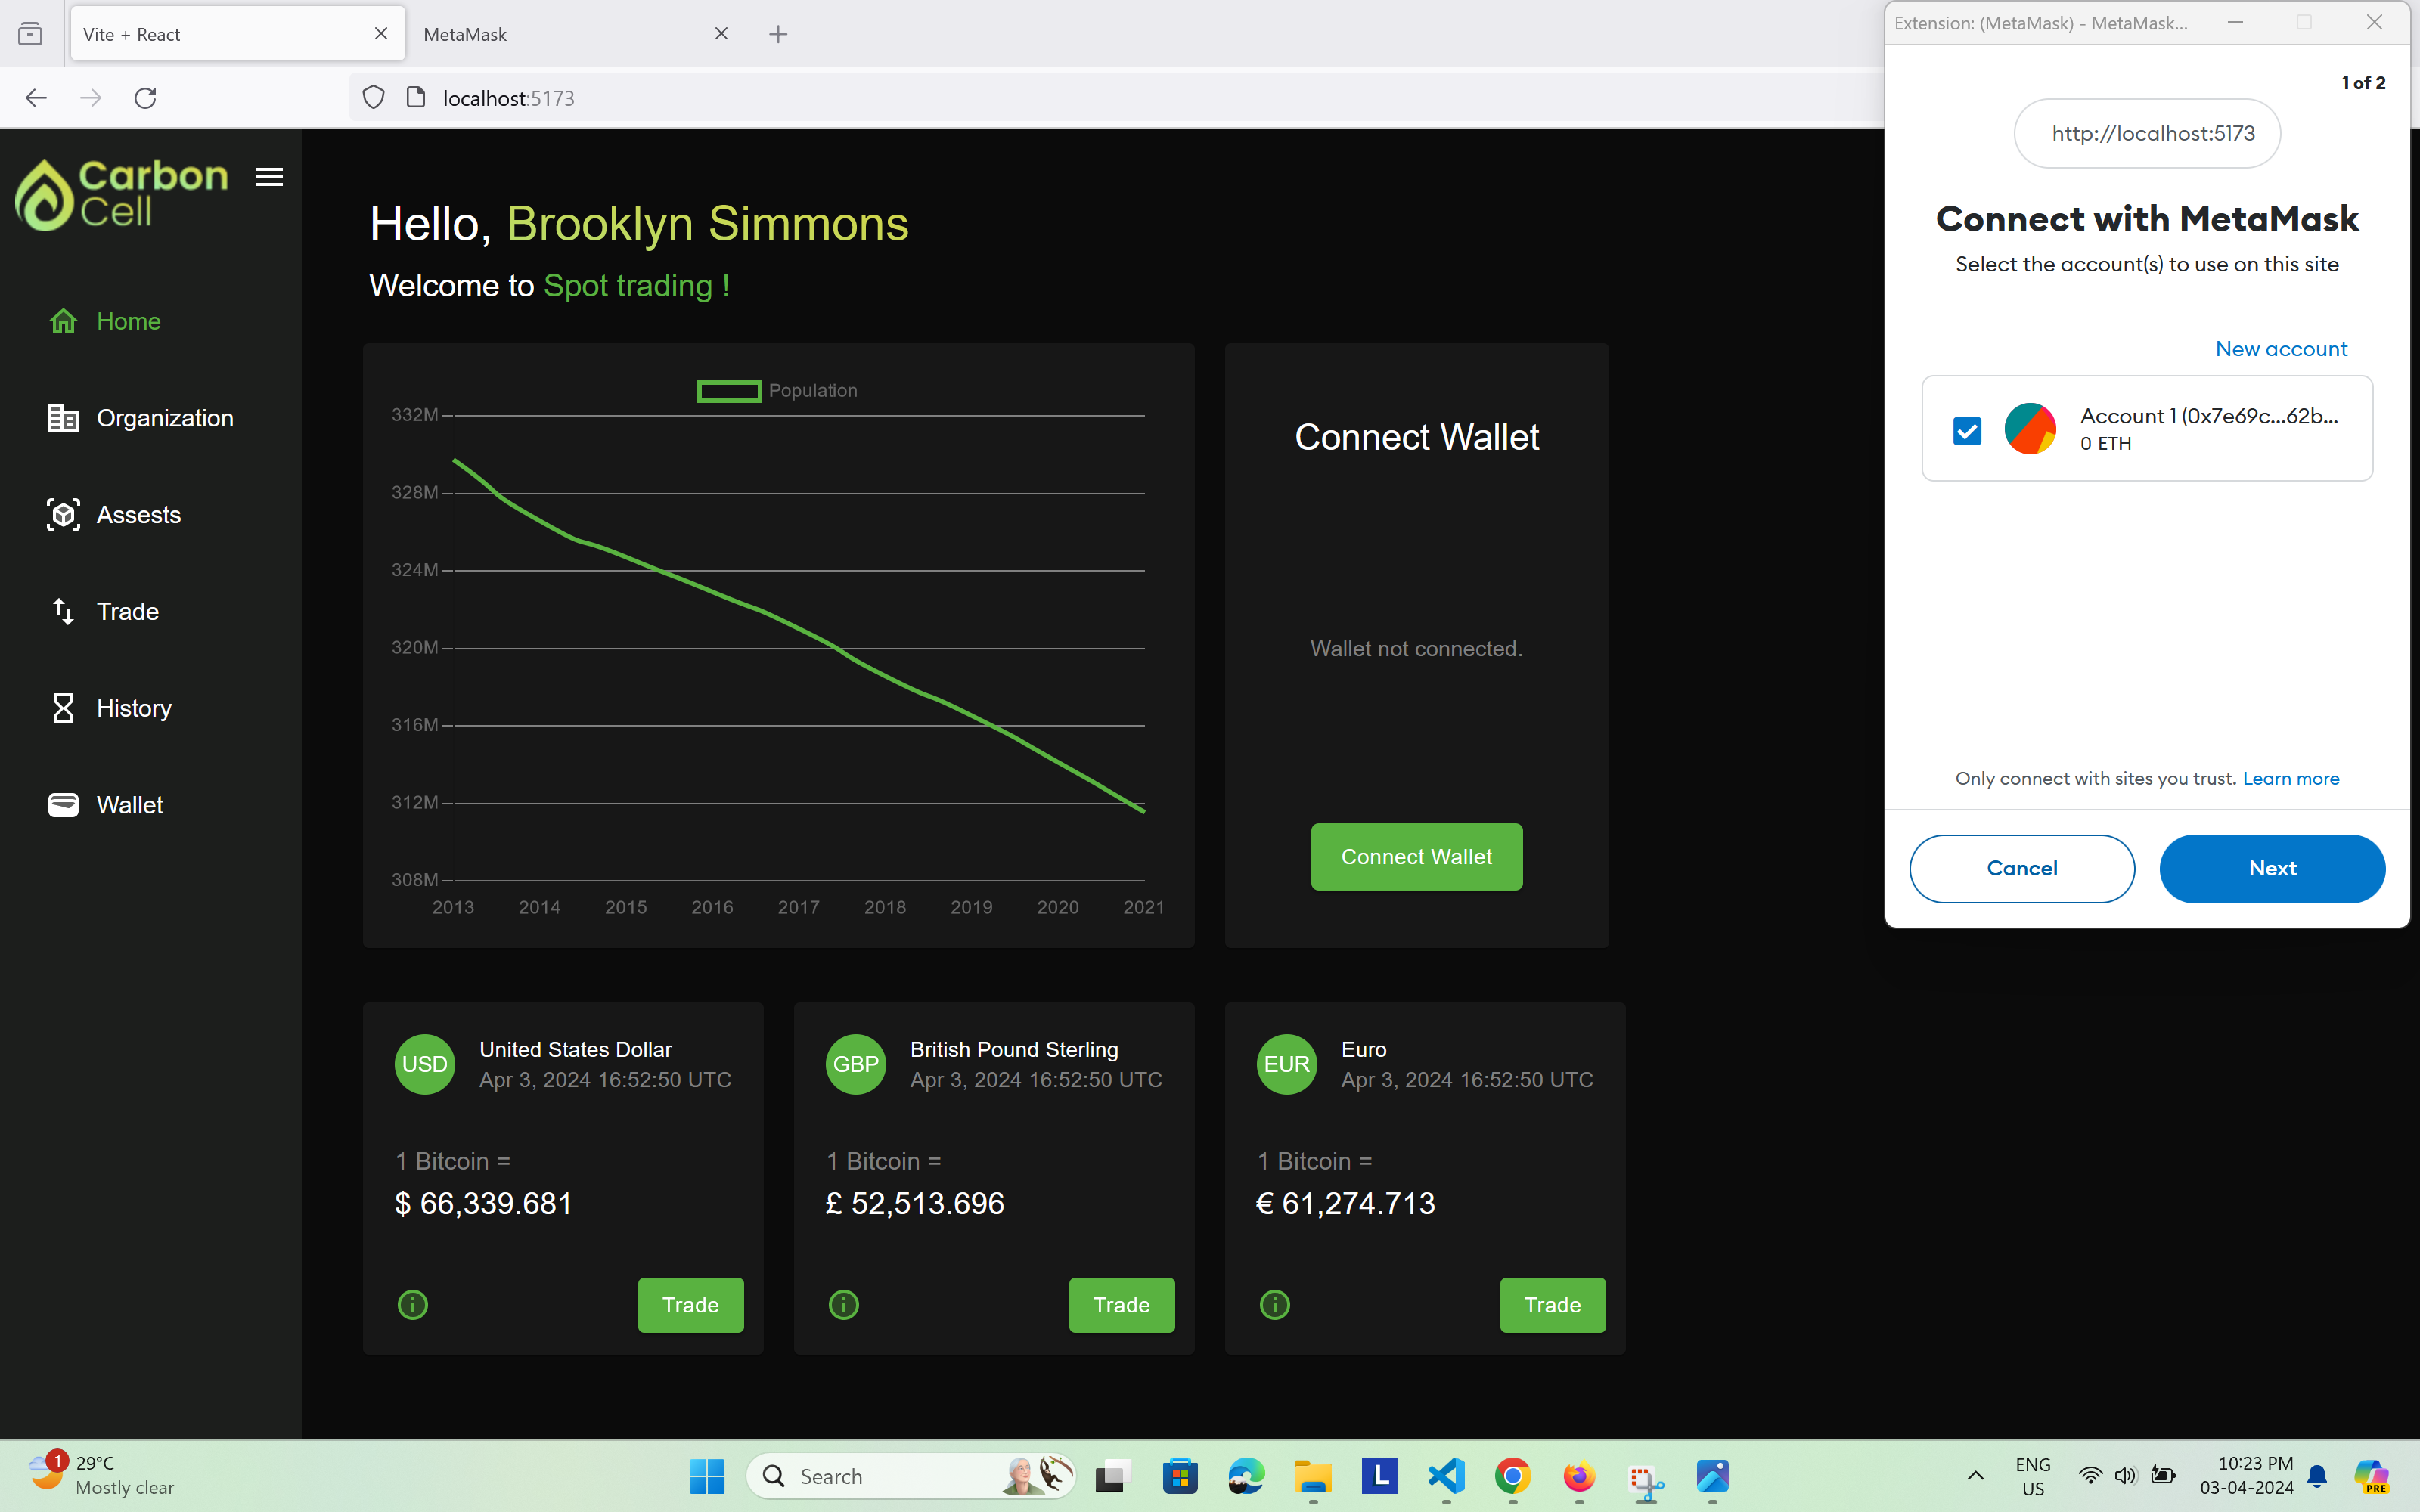 Vite + React
MetaMask
localhost:5173
Carbon
Cell
Home
Organization
Assests
Trade
History
Wallet
Hello, Brooklyn Simmons
Welcome to Spot trading !
Population
332M
328M
324M
320M
316M
312M
308M
2013 2014 2015 2016 2017 2018 2019 2020 2021
Connect Wallet
Wallet not connected.
Connect Wallet
USD
United States Dollar
Apr 3, 2024 16:52:50 UTC
1 Bitcoin =
$ 66,339.681
Trade
GBP
British Pound Sterling
Apr 3, 2024 16:52:50 UTC
1 Bitcoin =
£ 52,513.696
Trade
EUR
Euro
Apr 3, 2024 16:52:50 UTC
1 Bitcoin =
€ 61,274.713
Trade
Extension: (MetaMask) - MetaMask...
1 of 2
http://localhost:5173
Connect with MetaMask
Select the account(s) to use on this site
New account
Account 1 (0x7e69c...62b...
0 ETH
Only connect with sites you trust. Learn more
Cancel
Next
1
29°C
Mostly clear
Search
L
ENG
US
10:23 PM
03-04-2024
PRE